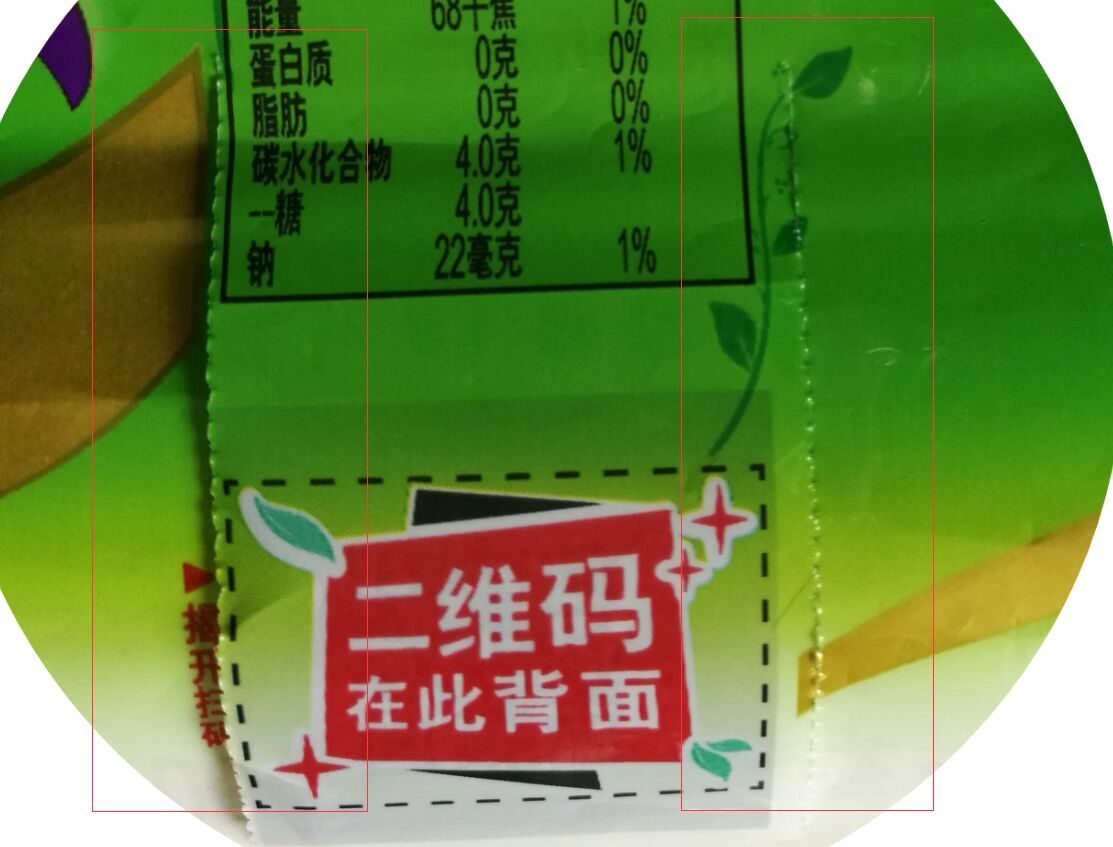 能量 68千焦 1%
蛋白质 0克 0%
脂肪 0克 0%
碳水化合物 4.0克 1%
--糖 4.0克
钠 22毫克 1%
二维码
在此背面
开扫码